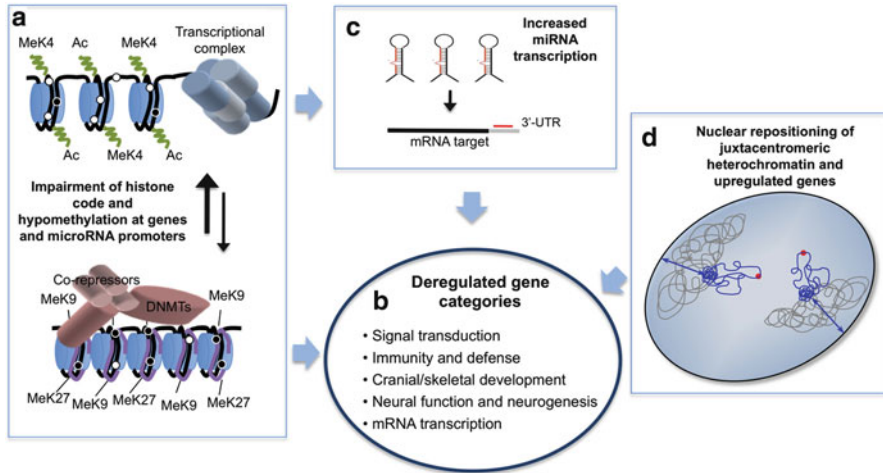 a
MeK4
Ac
MeK4
Transcriptional
complex
Ac
MeK4
Ac
Impairment of histone
code and
hypomethylation at genes
and microRNA promoters
Co-repressors
MeK9
DNMTs
MeK9
MeK27
MeK9
MeK27
MeK9
MeK27
c
Increased
miRNA
transcription
3'-UTR
mRNA target
b
Deregulated gene
categories
• Signal transduction
• Immunity and defense
• Cranial/skeletal development
• Neural function and neurogenesis
• mRNA transcription
d
Nuclear repositioning of
juxtacentromeric
heterochromatin and
upregulated genes